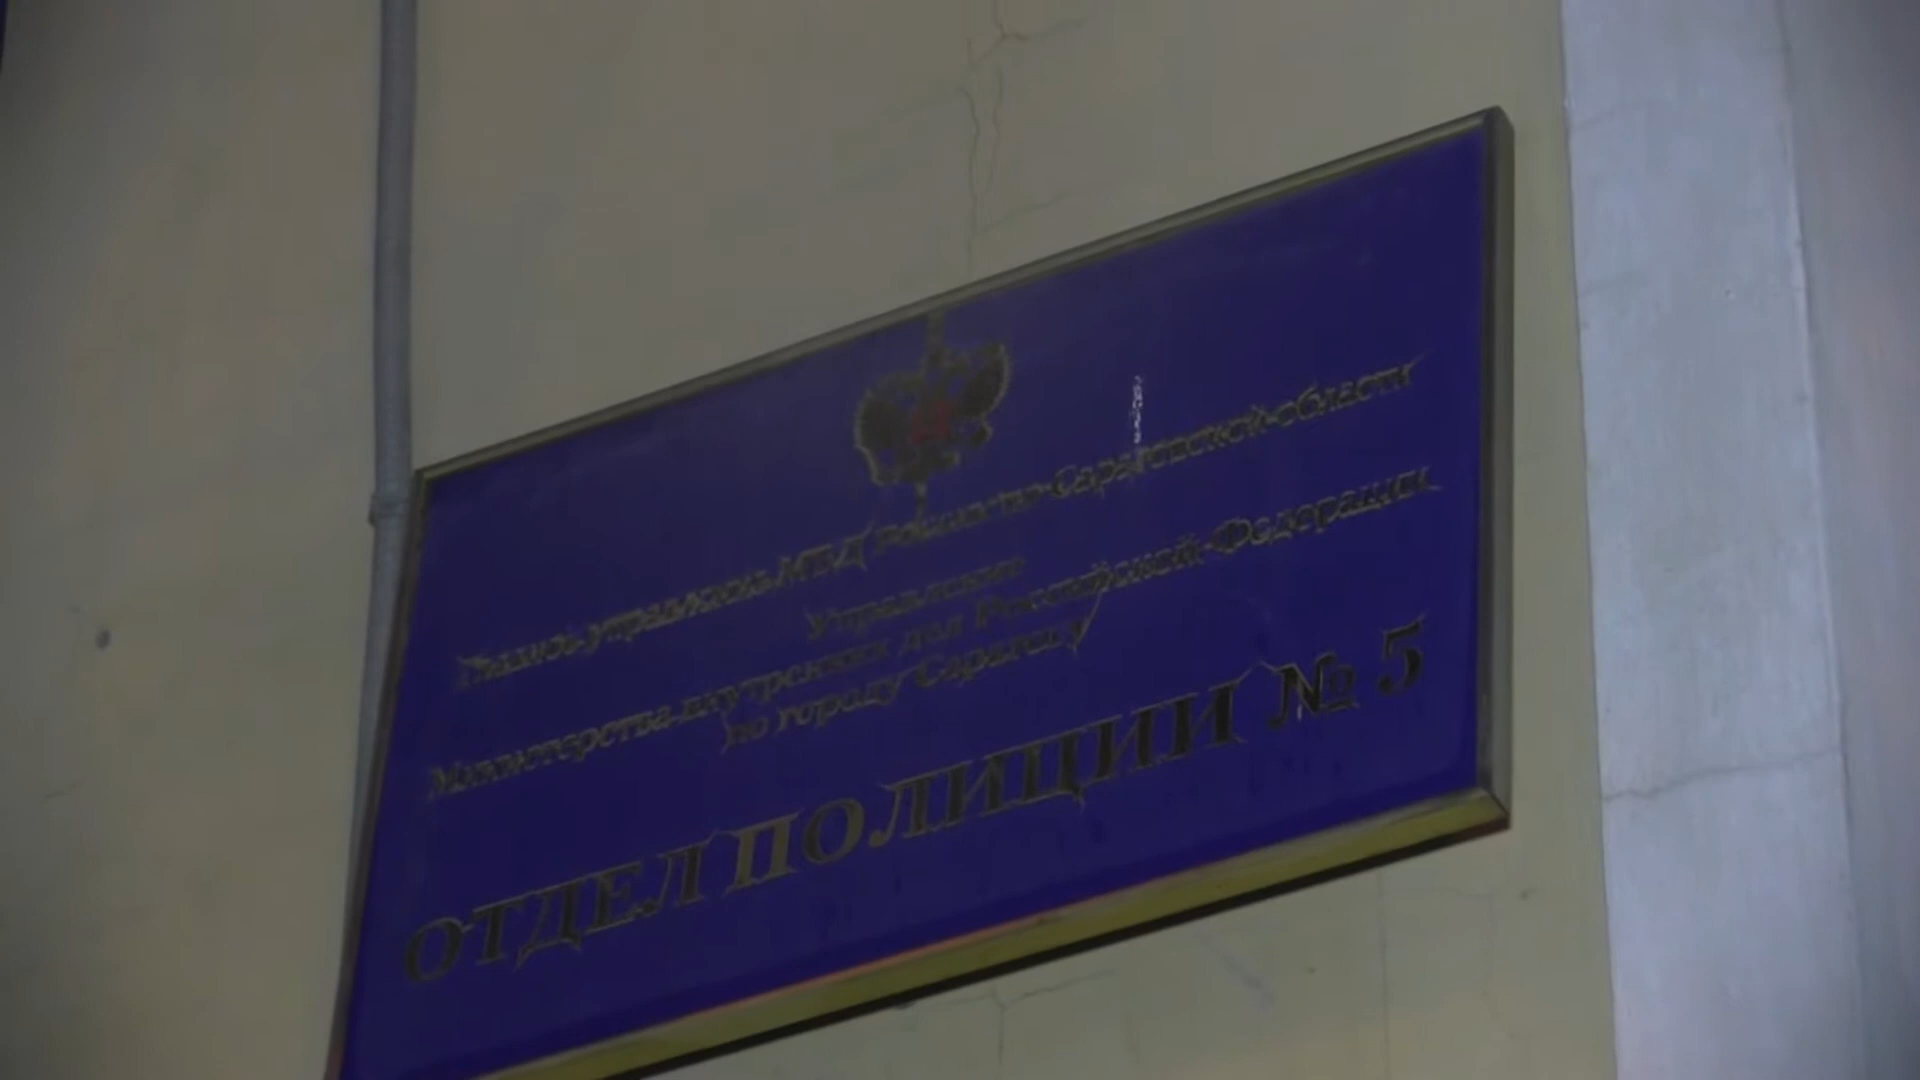 Главное управление МВД России по Саратовской области
Управление
Министерства внутренних дел Российской Федерации
по городу Саратову
ОТДЕЛ ПОЛИЦИИ № 5